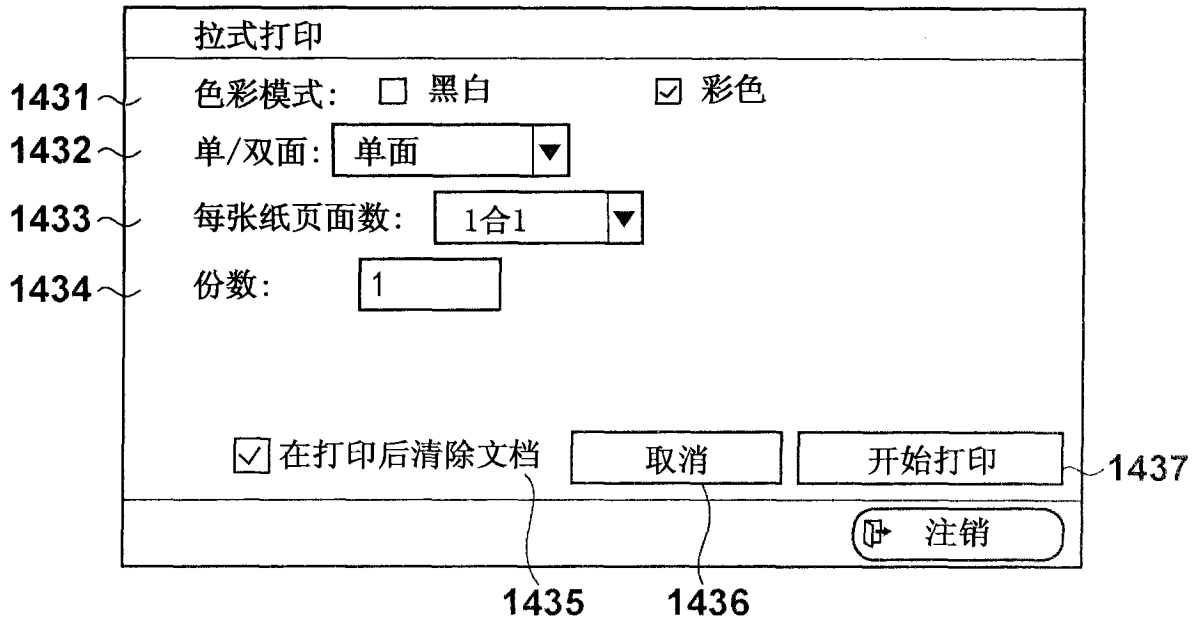 拉式打印
1431 色彩模式: 黑白 彩色
1432 单/双面: 单面
1433 每张纸页面数: 1合1
1434 份数: 1
在打印后清除文档 取消 开始打印 1437
注销
1435 1436